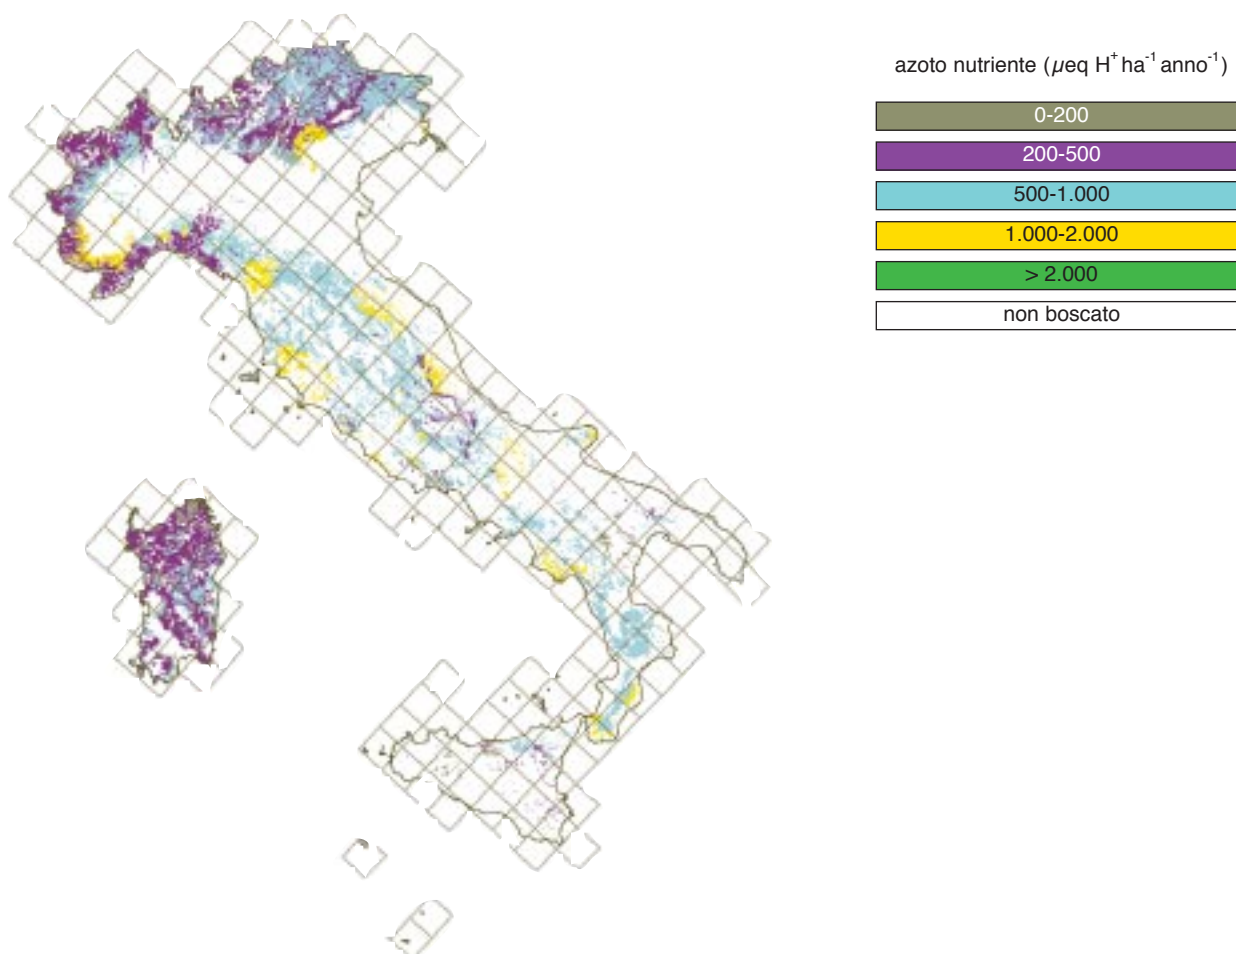 azoto nutriente (μeq H⁺ ha⁻¹ anno⁻¹)
0-200
200-500
500-1.000
1.000-2.000
> 2.000
non boscato